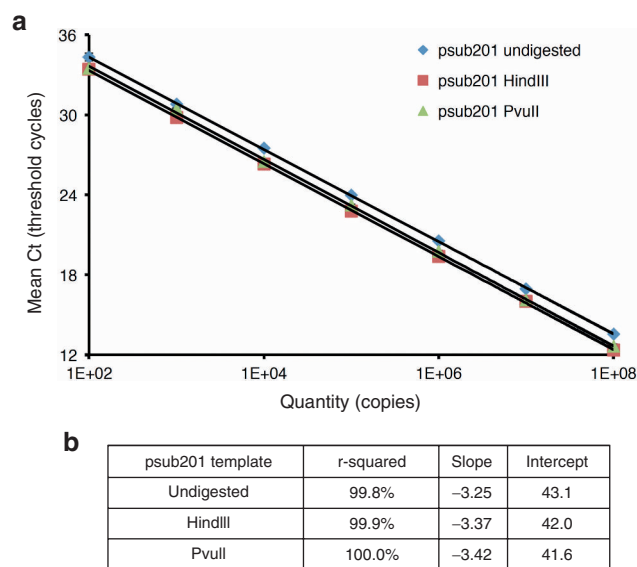 a
36
30
24
18
12
Mean Ct (threshold cycles)
psub201 undigested
psub201 HindIII
psub201 PvuII
1E+02 1E+04 1E+06 1E+08
Quantity (copies)
b
psub201 template r-squared Slope Intercept
Undigested 99.8% −3.25 43.1
HindIII 99.9% −3.37 42.0
PvuII 100.0% −3.42 41.6